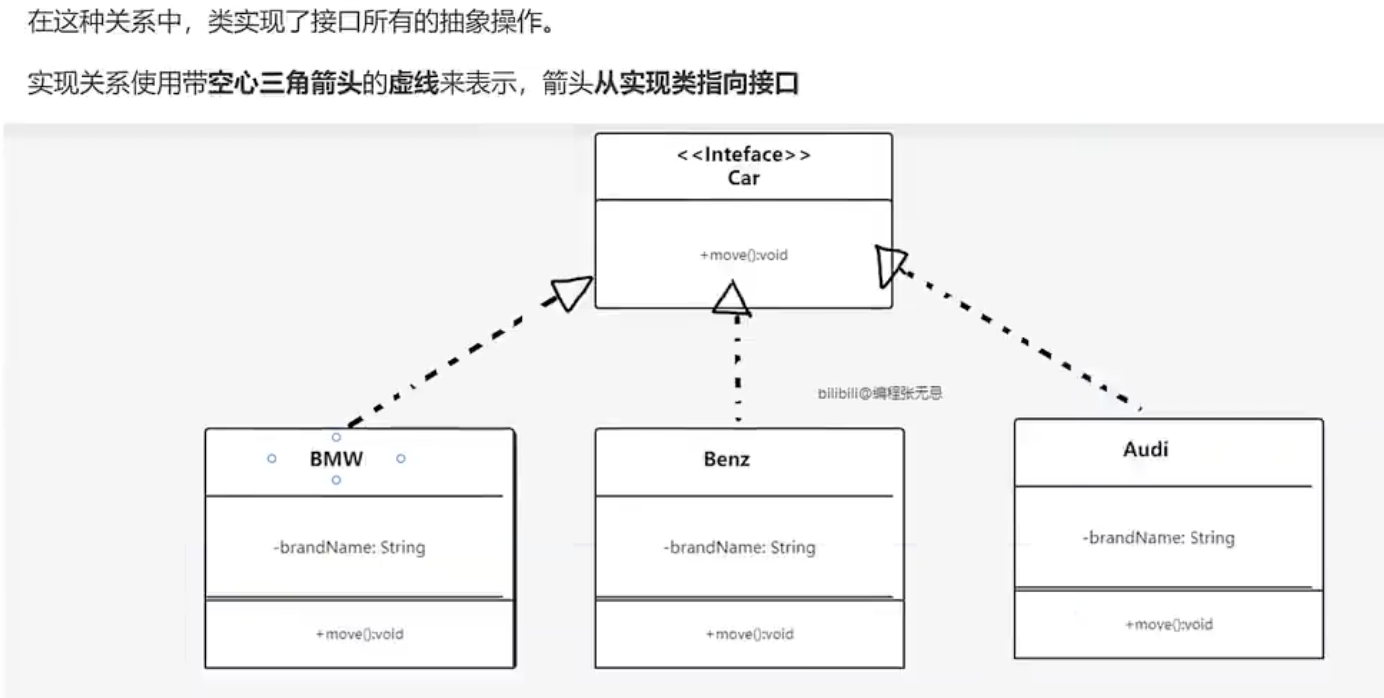 在这种关系中，类实现了接口所有的抽象操作。
实现关系使用带空心三角箭头的虚线来表示，箭头从实现类指向接口
<<Inteface>>
Car
+move():void
bilibili@编程张无忌
BMW
-brandName: String
+move():void
Benz
-brandName: String
+move():void
Audi
-brandName: String
+move():void